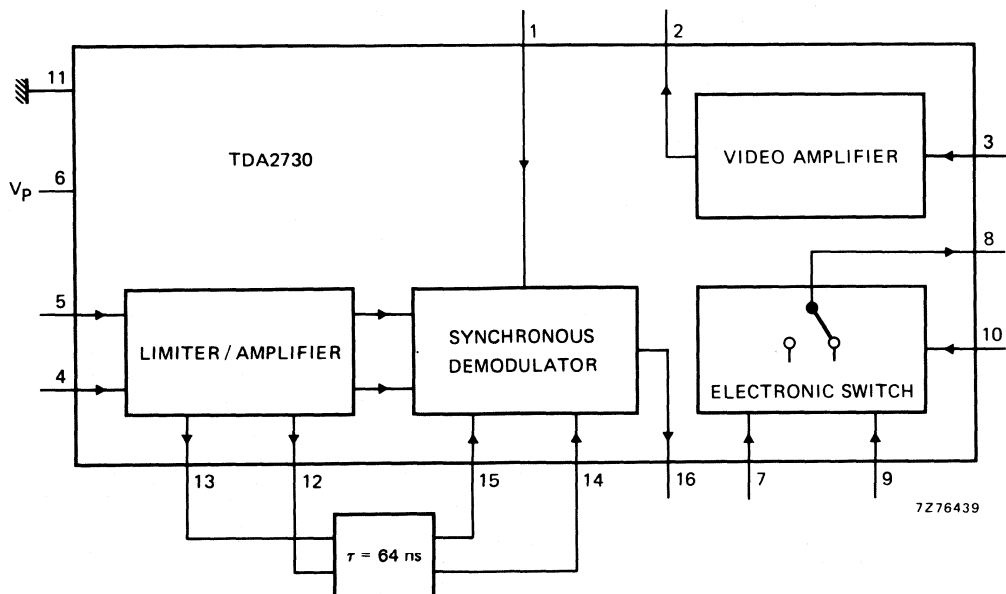 1
2
11
TDA2730
VIDEO AMPLIFIER
3
6
Vp
8
5
LIMITER / AMPLIFIER
4
SYNCHRONOUS
DEMODULATOR
10
ELECTRONIC SWITCH
13
12
15
14
16
7
9
7Z76439
τ = 64 ns